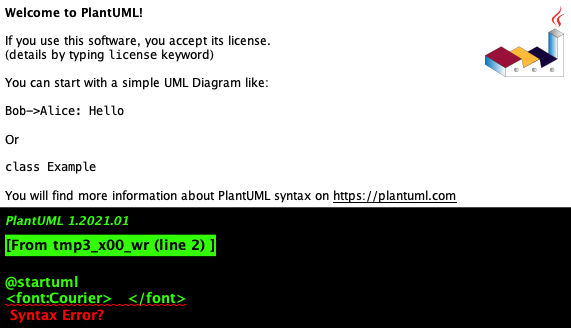 Welcome to PlantUML!
If you use this software, you accept its license.
(details by typing license keyword)
You can start with a simple UML Diagram like:
Bob->Alice: Hello
Or
class Example
You will find more information about PlantUML syntax on https://plantuml.com
PlantUML 1.2021.01
[From tmp3_x00_wr (line 2) ]
@startuml
<font:Courier>   </font>
Syntax Error?